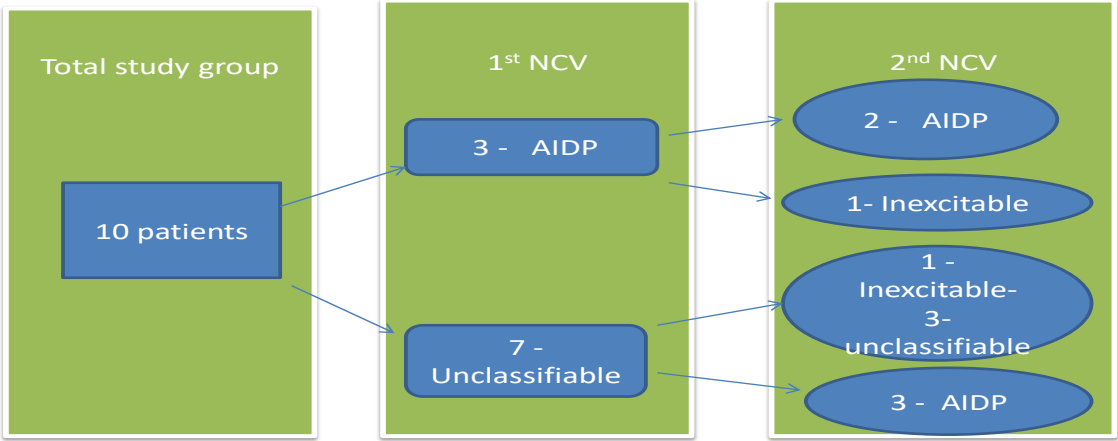 Total study group
10 patients
1st NCV
3 - AIDP
7 -
Unclassifiable
2nd NCV
2 - AIDP
1- Inexcitable
1 -
Inexcitable-
3-
unclassifiable
3 - AIDP